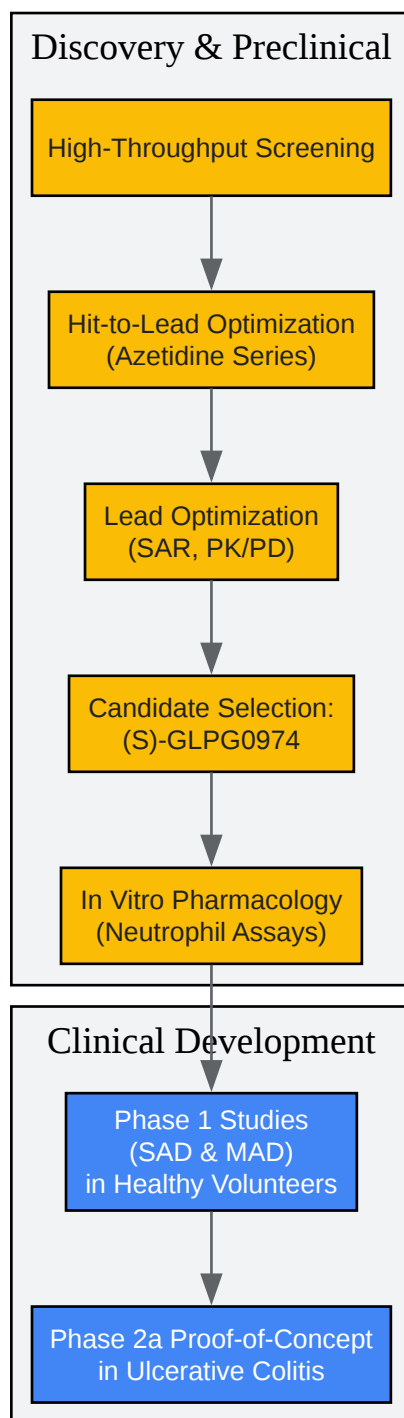 Discovery & Preclinical
High-Throughput Screening
Hit-to-Lead Optimization
(Azetidine Series)
Lead Optimization
(SAR, PK/PD)
Candidate Selection:
(S)-GLPG0974
In Vitro Pharmacology
(Neutrophil Assays)
Clinical Development
Phase 1 Studies
(SAD & MAD)
in Healthy Volunteers
Phase 2a Proof-of-Concept
in Ulcerative Colitis